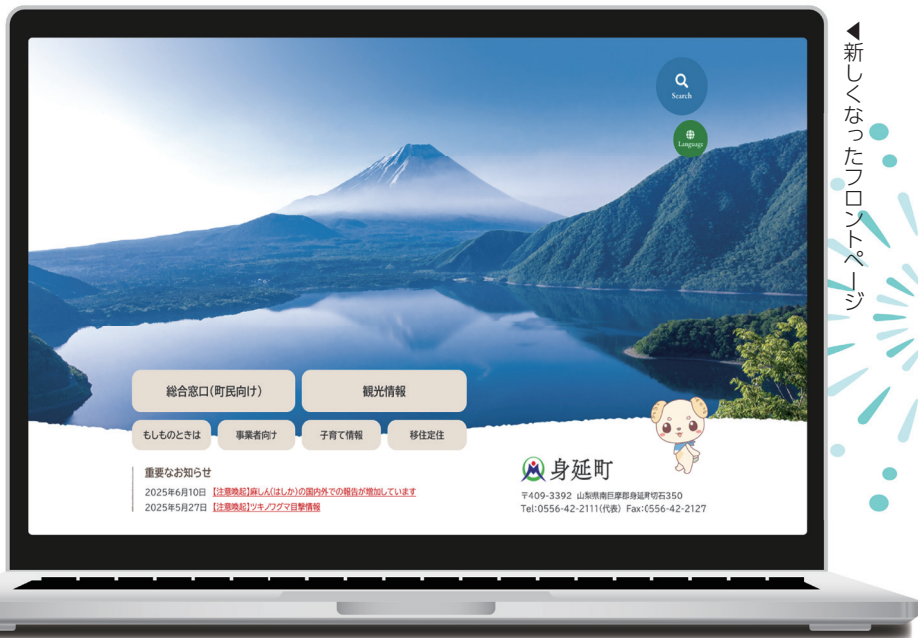 ◀新しくなったフロントページ
Search
Language
総合窓口(町民向け)
観光情報
もしものときは
事業者向け
子育て情報
移住定住
重要なお知らせ
2025年6月10日 【注意喚起】麻しん(はしか)の国内外での報告が増加しています
2025年5月27日 【注意喚起】ツキノワグマ目撃情報
身延町
〒409-3392 山梨県南巨摩郡身延町切石350
Tel:0556-42-2111(代表) Fax:0556-42-2127